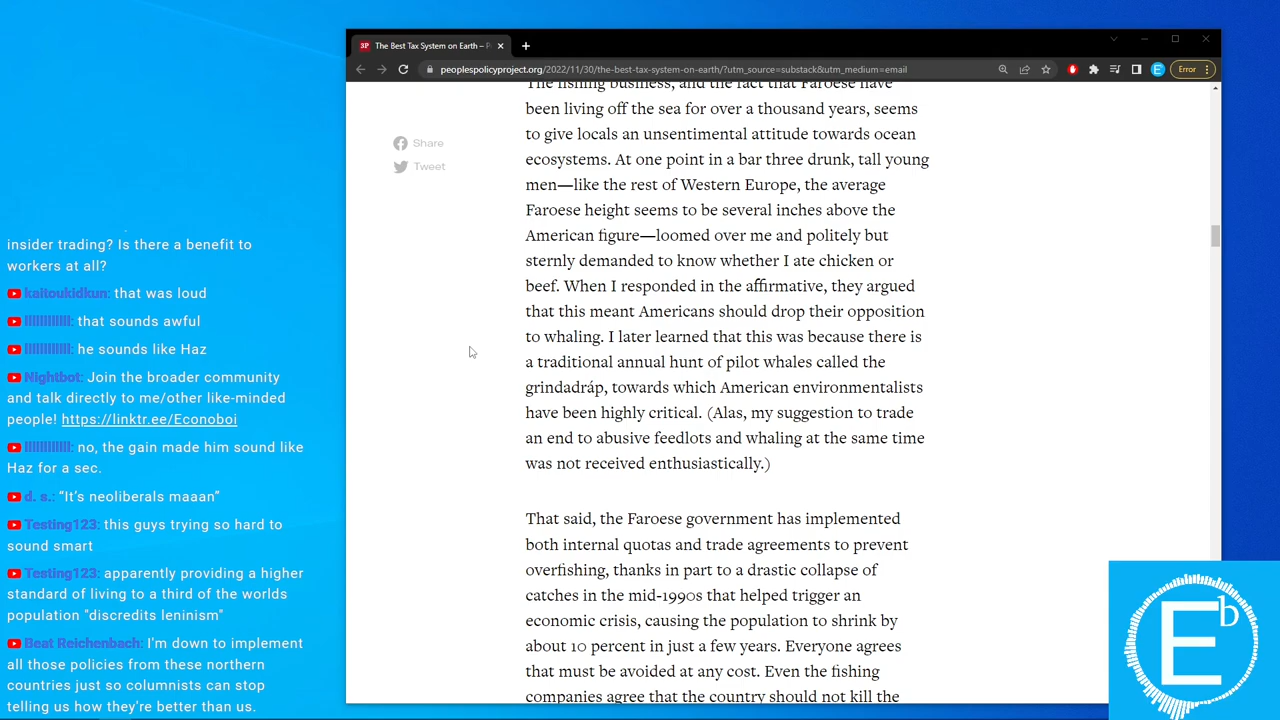 insider trading? Is there a benefit to
workers at all?
kaitoukidkun: that was loud
that sounds awful
he sounds like Haz
Nightbot: Join the broader community
and talk directly to me/other like-minded
people! https://linktr.ee/Econoboi
no, the gain made him sound like
Haz for a sec.
d. s.: “It’s neoliberals maaan”
Testing123: this guys trying so hard to
sound smart
Testing123: apparently providing a higher
standard of living to a third of the worlds
population "discredits leninism"
Beat Reichenbach: I'm down to implement
all those policies from these northern
countries just so columnists can stop
telling us how they're better than us.
3P The Best Tax System on Earth –
peoplespolicyproject.org/2022/11/30/the-best-tax-system-on-earth/?utm_source=substack&utm_medium=email
E
Error
Share
Tweet
The fishing business, and the fact that Faroese have
been living off the sea for over a thousand years, seems
to give locals an unsentimental attitude towards ocean
ecosystems. At one point in a bar three drunk, tall young
men—like the rest of Western Europe, the average
Faroese height seems to be several inches above the
American figure—loomed over me and politely but
sternly demanded to know whether I ate chicken or
beef. When I responded in the affirmative, they argued
that this meant Americans should drop their opposition
to whaling. I later learned that this was because there is
a traditional annual hunt of pilot whales called the
grindadráp, towards which American environmentalists
have been highly critical. (Alas, my suggestion to trade
an end to abusive feedlots and whaling at the same time
was not received enthusiastically.)
That said, the Faroese government has implemented
both internal quotas and trade agreements to prevent
overfishing, thanks in part to a drastic collapse of
catches in the mid-1990s that helped trigger an
economic crisis, causing the population to shrink by
about 10 percent in just a few years. Everyone agrees
that must be avoided at any cost. Even the fishing
companies agree that the country should not kill the
Eb